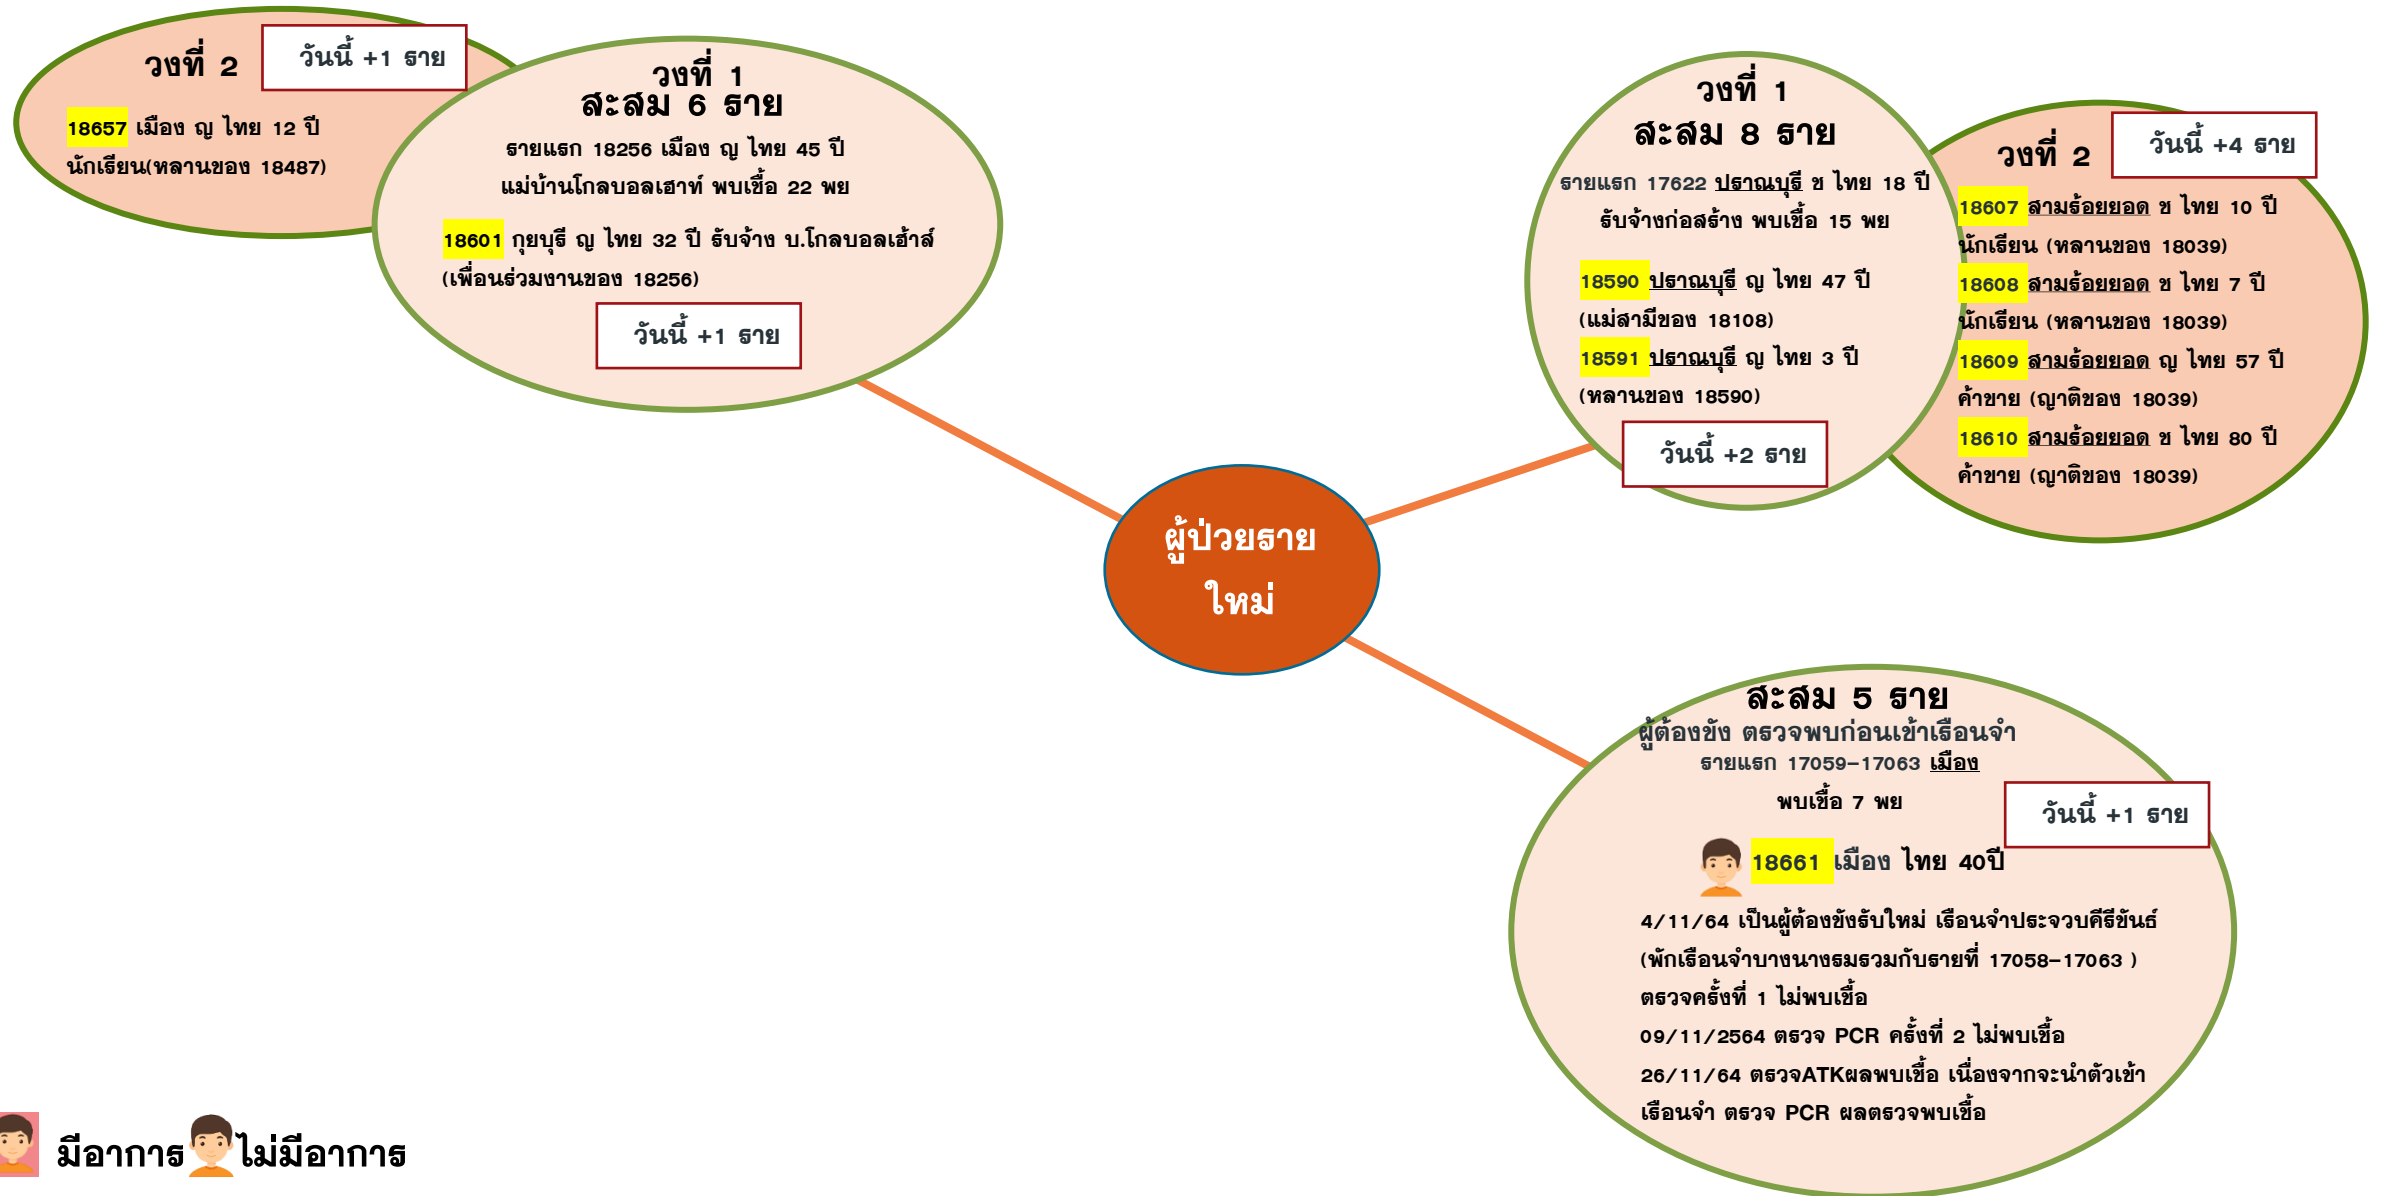 วงที่ 2
วันนี้ +1 ราย
18657 เมือง ญ ไทย 12 ปี
นักเรียน(หลานของ 18487)
วงที่ 1
สะสม 6 ราย
รายแรก 18256 เมือง ญ ไทย 45 ปี
แม่บ้านโกลบอลเฮาท์ พบเชื้อ 22 พย
18601 กุยบุรี ญ ไทย 32 ปี รับจ้าง บ.โกลบอลเฮ้าส์
(เพื่อนร่วมงานของ 18256)
วันนี้ +1 ราย
วงที่ 1
สะสม 8 ราย
รายแรก 17622 ปราณบุรี ช ไทย 18 ปี
รับจ้างก่อสร้าง พบเชื้อ 15 พย
18590 ปราณบุรี ญ ไทย 47 ปี
(แม่สามีของ 18108)
18591 ปราณบุรี ญ ไทย 3 ปี
(หลานของ 18590)
วันนี้ +2 ราย
วงที่ 2
วันนี้ +4 ราย
18607 สามร้อยยอด ช ไทย 10 ปี
นักเรียน (หลานของ 18039)
18608 สามร้อยยอด ช ไทย 7 ปี
นักเรียน (หลานของ 18039)
18609 สามร้อยยอด ญ ไทย 57 ปี
ค้าขาย (ญาติของ 18039)
18610 สามร้อยยอด ช ไทย 80 ปี
ค้าขาย (ญาติของ 18039)
ผู้ป่วยราย
ใหม่
สะสม 5 ราย
ผู้ต้องขัง ตรวจพบก่อนเข้าเรือนจำ
รายแรก 17059-17063 เมือง
พบเชื้อ 7 พย
วันนี้ +1 ราย
18661 เมือง ไทย 40ปี
4/11/64 เป็นผู้ต้องขังรับใหม่ เรือนจำประจวบคีรีขันธ์
(พักเรือนจำบางนางรมรวมกับรายที่ 17058-17063 )
ตรวจครั้งที่ 1 ไม่พบเชื้อ
09/11/2564 ตรวจ PCR ครั้งที่ 2 ไม่พบเชื้อ
26/11/64 ตรวจATKผลพบเชื้อ เนื่องจากจะนำตัวเข้า
เรือนจำ ตรวจ PCR ผลตรวจพบเชื้อ
มีอาการ ไม่มีอาการ